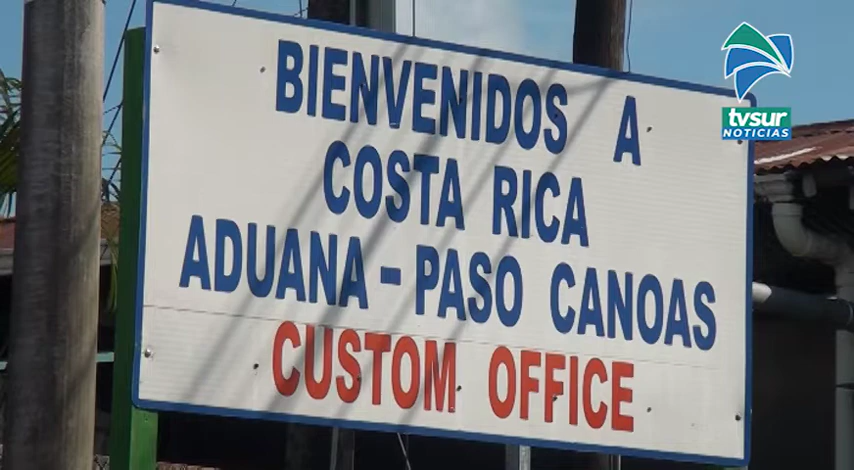 BIENVENIDOS A
COSTA RICA
ADUANA – PASO CANOAS
CUSTOM OFFICE
tvsur
NOTICIAS